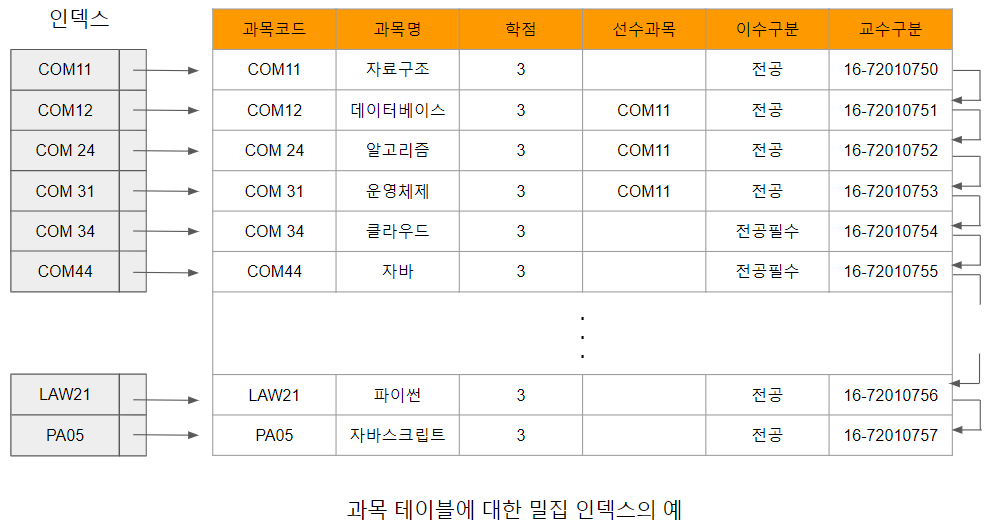 인덱스
과목코드 과목명 학점 선수과목 이수구분 교수구분
COM11 COM11 자료구조 3 전공 16-72010750
COM12 COM12 데이터베이스 3 COM11 전공 16-72010751
COM 24 COM 24 알고리즘 3 COM11 전공 16-72010752
COM 31 COM 31 운영체제 3 COM11 전공 16-72010753
COM 34 COM 34 클라우드 3 전공필수 16-72010754
COM44 COM44 자바 3 전공필수 16-72010755
LAW21 LAW21 파이썬 3 전공 16-72010756
PA05 PA05 자바스크립트 3 전공 16-72010757
과목 테이블에 대한 밀집 인덱스의 예